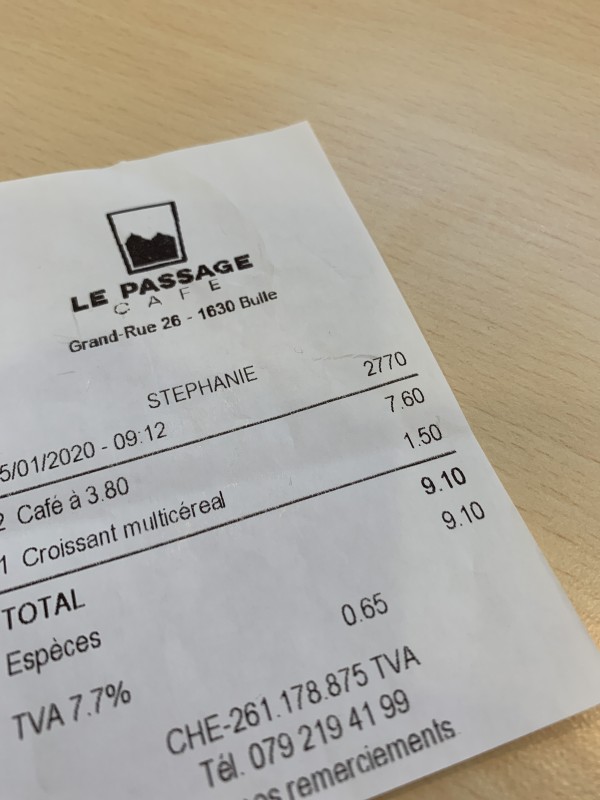 LE PASSAGE
CAFE
Grand-Rue 26 - 1630 Bulle
STEPHANIE 2770
5/01/2020 - 09:12
2 Café à 3.80 7.60
1 Croissant multicéreal 1.50
TOTAL 9.10
Espèces 9.10
TVA 7.7% 0.65
CHE-261.178.875 TVA
Tél. 079 219 41 99
remerciements